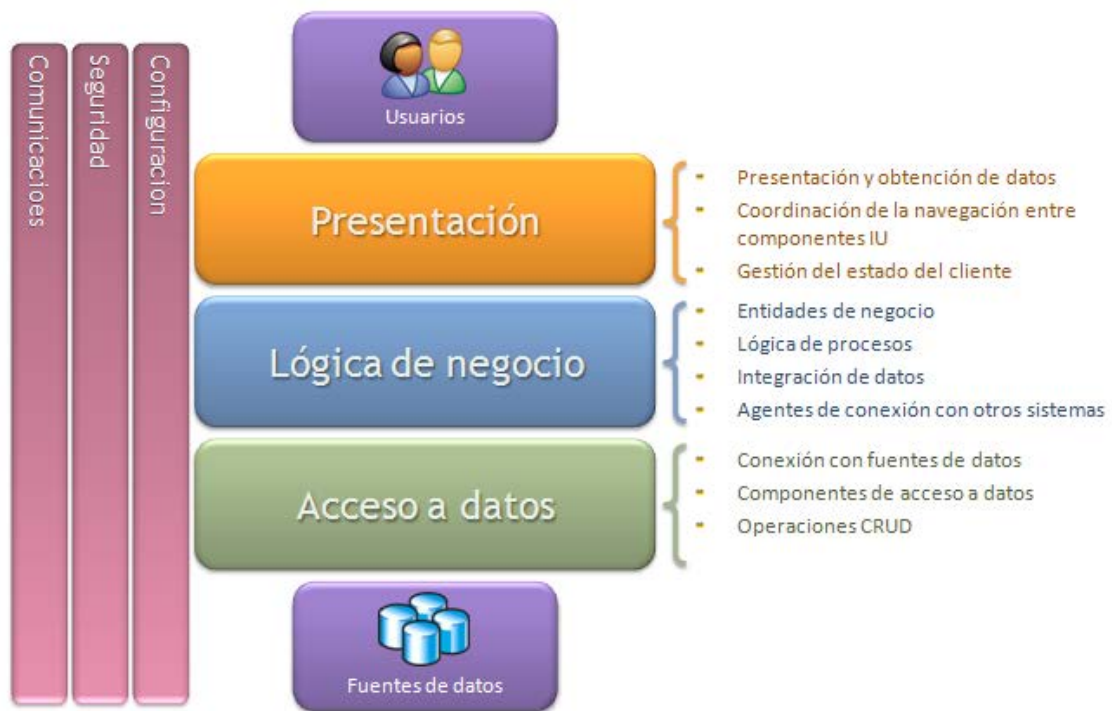 Comunicacioes
Seguridad
Configuracion
Usuarios
Presentación
- Presentación y obtención de datos
- Coordinación de la navegación entre
componentes IU
- Gestión del estado del cliente
Lógica de negocio
- Entidades de negocio
- Lógica de procesos
- Integración de datos
- Agentes de conexión con otros sistemas
Acceso a datos
- Conexión con fuentes de datos
- Componentes de acceso a datos
- Operaciones CRUD
Fuentes de datos